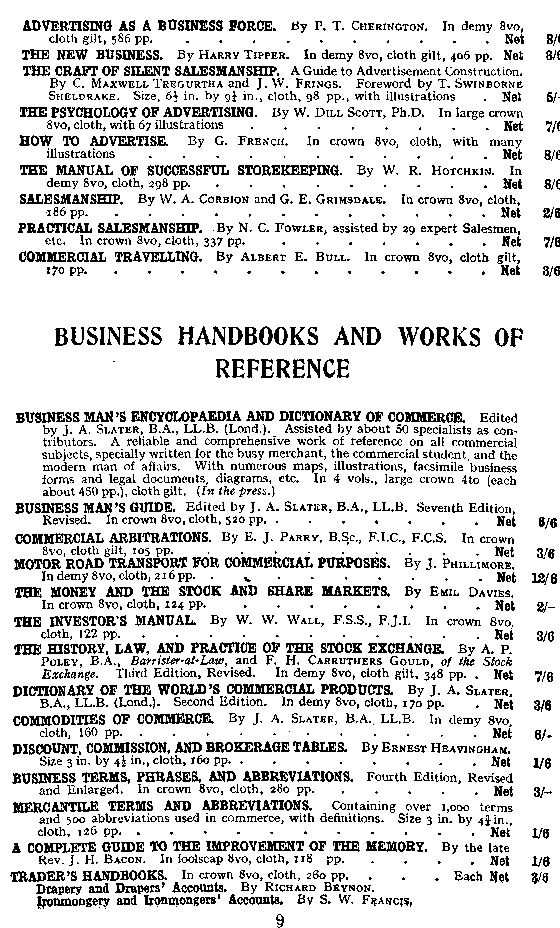 ADVERTISING AS A BUSINESS FORCE. By P. T. CHERINGTON. In demy 8vo,
cloth gilt, 586 pp. . . . . . . . . . Net 8/6
THE NEW BUSINESS. By HARRY TIPPER. In demy 8vo, cloth gilt, 406 pp. Net 8/6
THE CRAFT OF SILENT SALESMANSHIP. A Guide to Advertisement Construction.
By C. MAXWELL TREGURTHA and J. W. FRINGS. Foreword by T. SWINBORNE
SHELDRAKE. Size, 6¼ in. by 9¼ in., cloth, 98 pp., with illustrations . Net 5/-
THE PSYCHOLOGY OF ADVERTISING. By W. DILL SCOTT, Ph.D. In large crown
8vo, cloth, with 67 illustrations . . . . . . . Net 7/6
HOW TO ADVERTISE. By G. FRENCH. In crown 8vo, cloth, with many
illustrations . . . . . . . . . . . Net 8/6
THE MANUAL OF SUCCESSFUL STOREKEEPING. By W. R. HOTCHKIN. In
demy 8vo, cloth, 298 pp. . . . . . . . . Net 8/6
SALESMANSHIP. By W. A. CORBION and G. E. GRIMSDALE. In crown 8vo, cloth,
186 pp. . . . . . . . . . . . . Net 2/6
PRACTICAL SALESMANSHIP. By N. C. FOWLER, assisted by 29 expert Salesmen,
etc. In crown 8vo, cloth, 337 pp. . . . . . . . Net 7/6
COMMERCIAL TRAVELLING. By ALBERT E. BULL. In crown 8vo, cloth gilt,
170 pp. . . . . . . . . . . . . Net 3/6
BUSINESS HANDBOOKS AND WORKS OF
REFERENCE
BUSINESS MAN'S ENCYCLOPAEDIA AND DICTIONARY OF COMMERCE. Edited
by J. A. SLATER, B.A., LL.B. (Lond.). Assisted by about 50 specialists as con-
tributors. A reliable and comprehensive work of reference on all commercial
subjects, specially written for the busy merchant, the commercial student, and the
modern man of affairs. With numerous maps, illustrations, facsimile business
forms and legal documents, diagrams, etc. In 4 vols., large crown 4to (each
about 450 pp.), cloth gilt. (In the press.)
BUSINESS MAN'S GUIDE. Edited by J. A. SLATER, B.A., LL.B. Seventh Edition,
Revised. In crown 8vo, cloth, 520 pp. . . . . . . Net 6/6
COMMERCIAL ARBITRATIONS. By E. J. PARRY, B.Sc., F.I.C., F.C.S. In crown
8vo, cloth gilt, 105 pp. . . . . . . . . Net 3/6
MOTOR ROAD TRANSPORT FOR COMMERCIAL PURPOSES. By J. PHILLIMORE.
In demy 8vo, cloth, 216 pp. . . . . . . . . Net 12/6
THE MONEY AND THE STOCK AND SHARE MARKETS. By EMIL DAVIES.
In crown 8vo, cloth, 124 pp. . . . . . . . . Net 2/-
THE INVESTOR'S MANUAL. By W. W. WALL, F.S.S., F.J.I. In crown 8vo,
cloth, 122 pp. . . . . . . . . . . Net 3/6
THE HISTORY, LAW, AND PRACTICE OF THE STOCK EXCHANGE. By A. P.
POLEY, B.A., Barrister-at-Law, and F. H. CARRUTHERS GOULD, of the Stock
Exchange. Third Edition, Revised. In demy 8vo, cloth gilt, 348 pp. . Net 7/6
DICTIONARY OF THE WORLD'S COMMERCIAL PRODUCTS. By J. A. SLATER,
B.A., LL.B. (Lond.). Second Edition. In demy 8vo, cloth, 170 pp. . Net 3/6
COMMODITIES OF COMMERCE. By J. A. SLATER, B.A. LL.B. In demy 8vo,
cloth, 160 pp. . . . . . . . . . . Net 6/-
DISCOUNT, COMMISSION, AND BROKERAGE TABLES. By ERNEST HEAVINGHAM.
Size 3 in. by 4½ in., cloth, 160 pp. . . . . . . . Net 1/6
BUSINESS TERMS, PHRASES, AND ABBREVIATIONS. Fourth Edition, Revised
and Enlarged. In crown 8vo, cloth, 280 pp. . . . . . Net 3/-
MERCANTILE TERMS AND ABBREVIATIONS. Containing over 1,000 terms
and 500 abbreviations used in commerce, with definitions. Size 3 in. by 4½ in.,
cloth, 126 pp. . . . . . . . . . . Net 1/6
A COMPLETE GUIDE TO THE IMPROVEMENT OF THE MEMORY. By the late
Rev. J. H. BACON. In foolscap 8vo, cloth, 118 pp. . . . . Net 1/6
TRADER'S HANDBOOKS. In crown 8vo, cloth, 260 pp. . . . Each Net 3/6
Drapery and Drapers' Accounts. By RICHARD BEYNON.
Ironmongery and Ironmongers' Accounts. By S. W. FRANCIS.
9